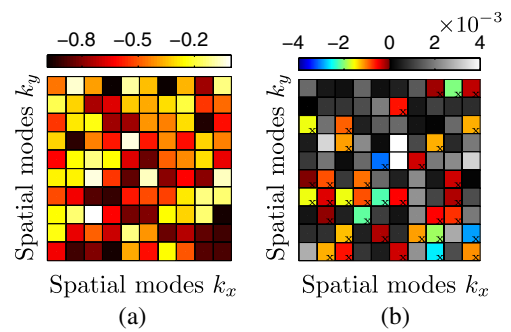 ×10⁻³
−0.8 −0.5 −0.2
−4 −2 0 2 4
Spatial modes k_y
Spatial modes k_y
Spatial modes k_x
Spatial modes k_x
(a)
(b)